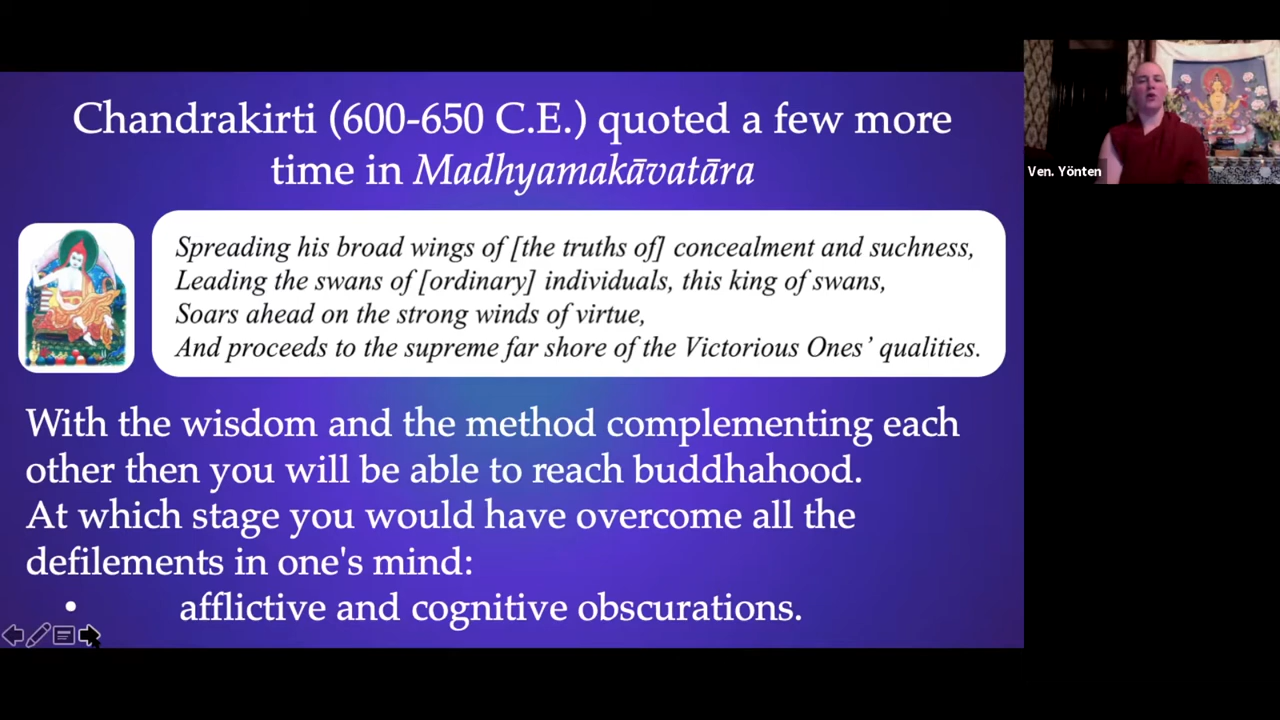 Chandrakirti (600-650 C.E.) quoted a few more
time in Madhyamakāvatāra
Spreading his broad wings of [the truths of] concealment and suchness,
Leading the swans of [ordinary] individuals, this king of swans,
Soars ahead on the strong winds of virtue,
And proceeds to the supreme far shore of the Victorious Ones’ qualities.
With the wisdom and the method complementing each
other then you will be able to reach buddhahood.
At which stage you would have overcome all the
defilements in one's mind:
• afflictive and cognitive obscurations.
Ven. Yönten